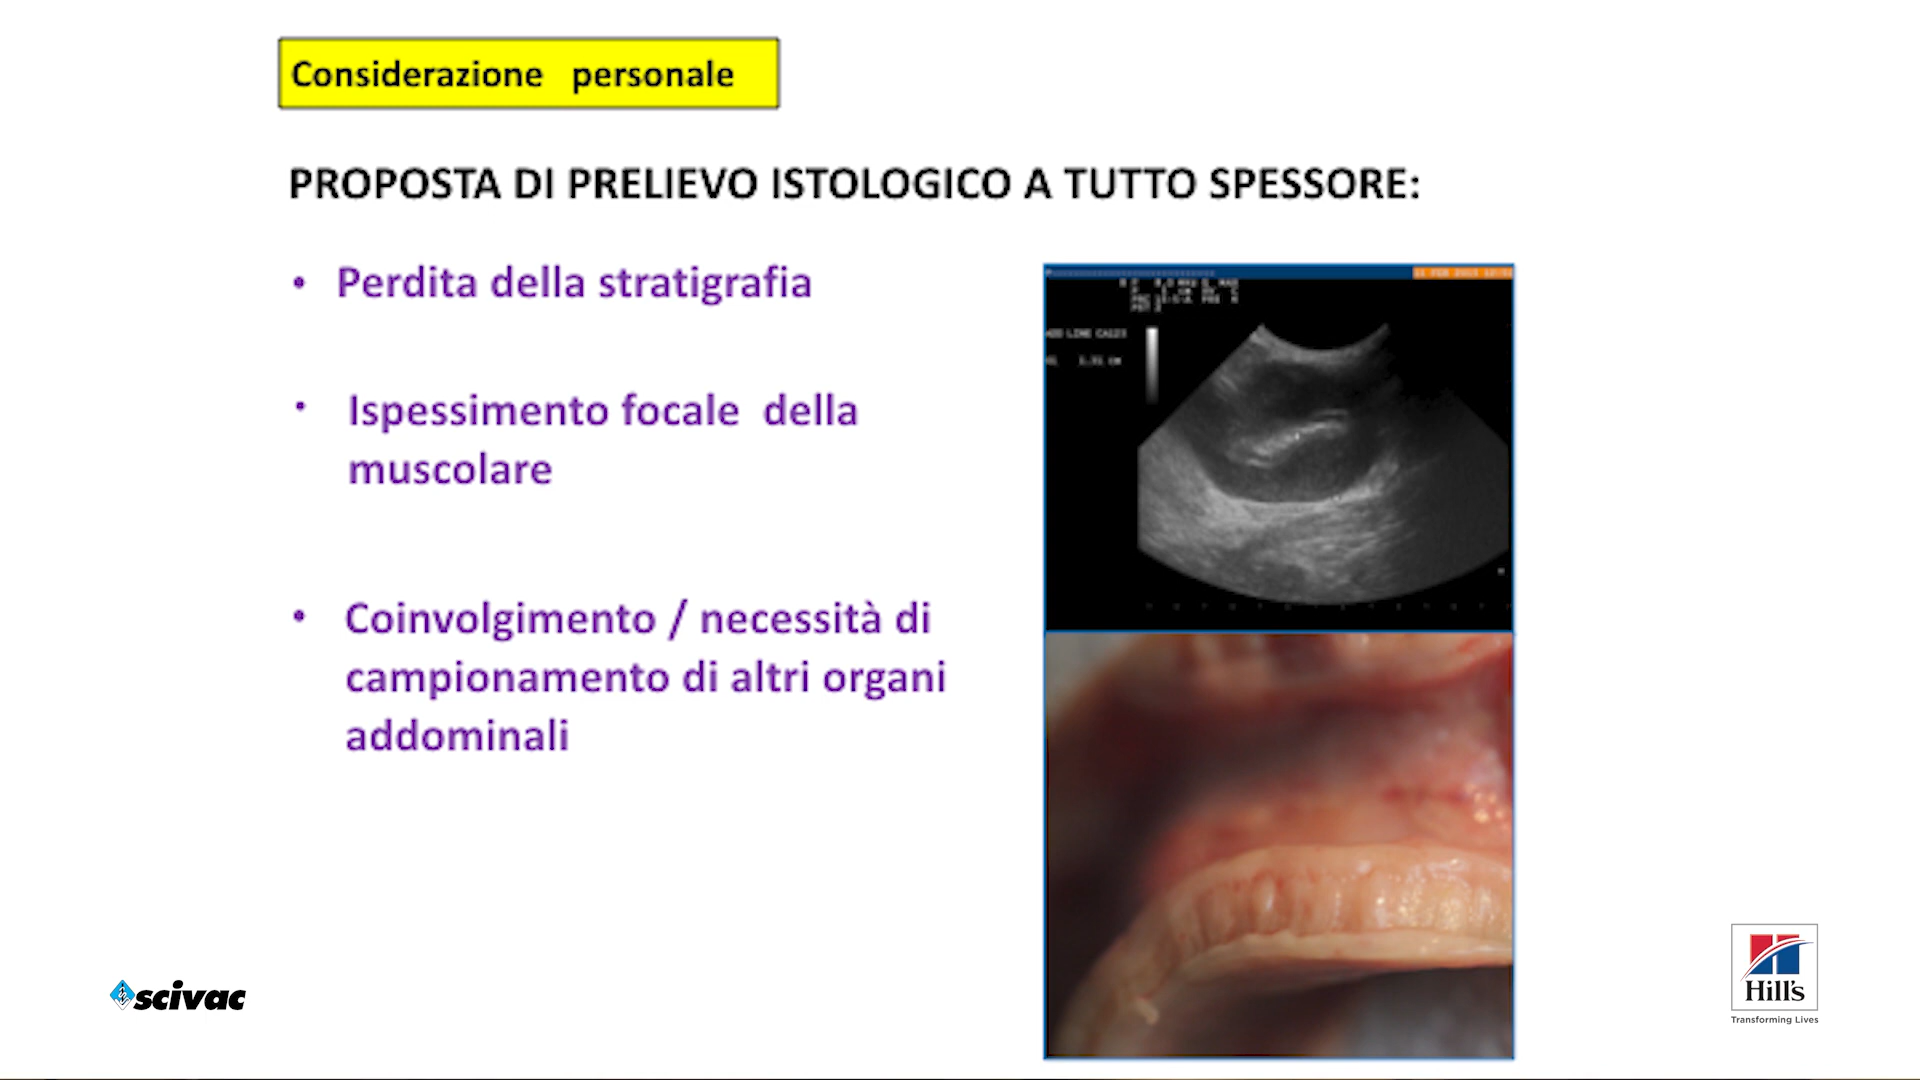 Considerazione personale
PROPOSTA DI PRELIEVO ISTOLOGICO A TUTTO SPESSORE:
• Perdita della stratigrafia
• Ispessimento focale della
muscolare
• Coinvolgimento / necessità di
campionamento di altri organi
addominali
scivac
Hill's
Transforming Lives